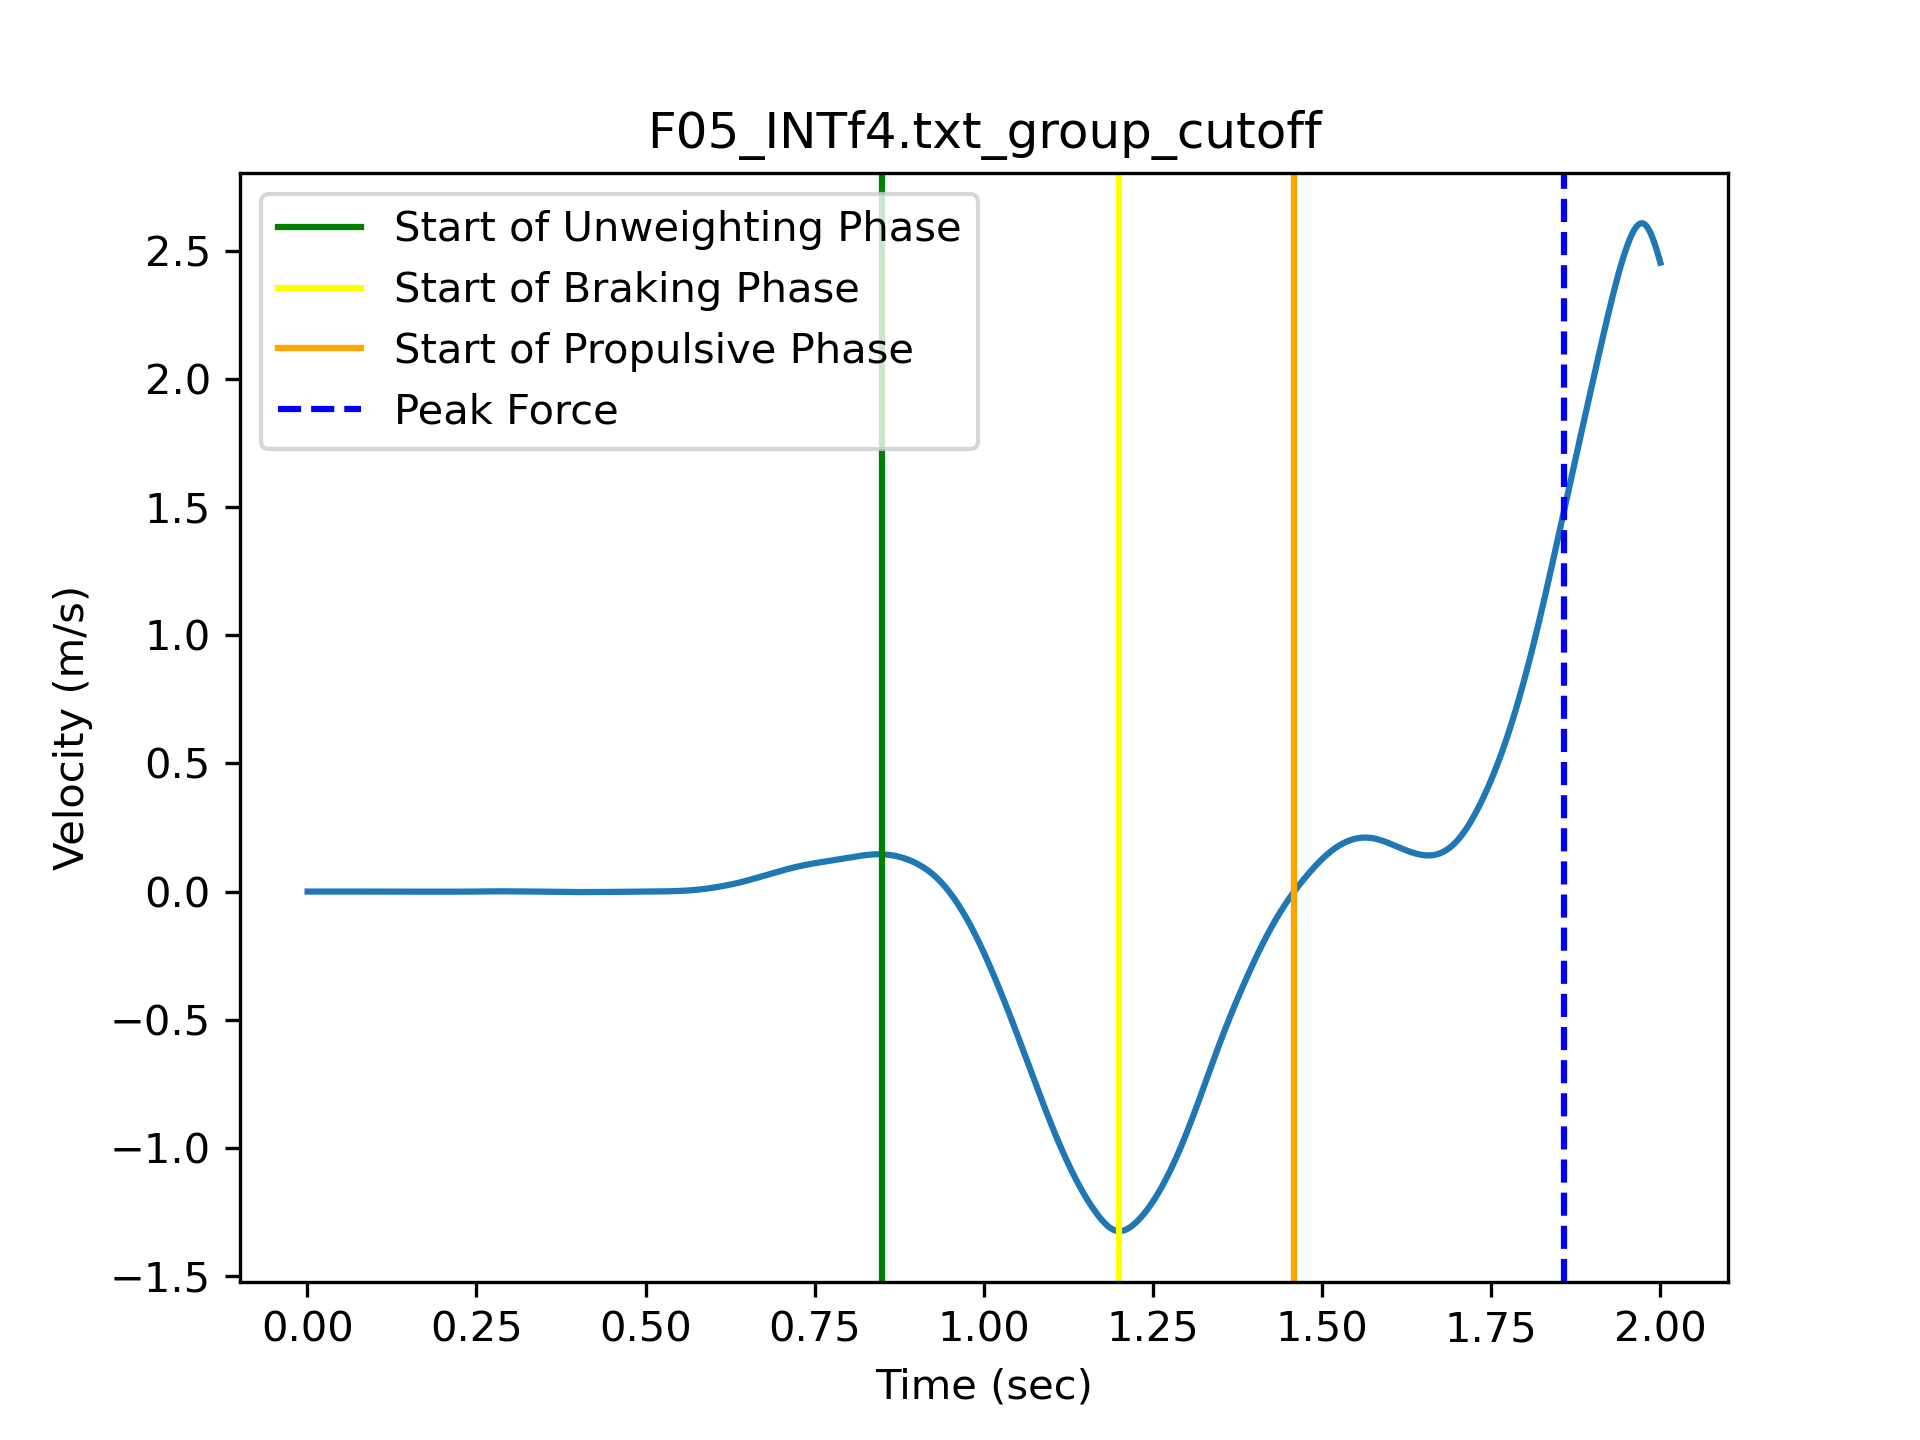 F05_INTf4.txt_group_cutoff
Start of Unweighting Phase
Start of Braking Phase
Start of Propulsive Phase
Peak Force
2.5
2.0
1.5
1.0
0.5
0.0
−0.5
−1.0
−1.5
Velocity (m/s)
0.00 0.25 0.50 0.75 1.00 1.25 1.50 1.75 2.00
Time (sec)